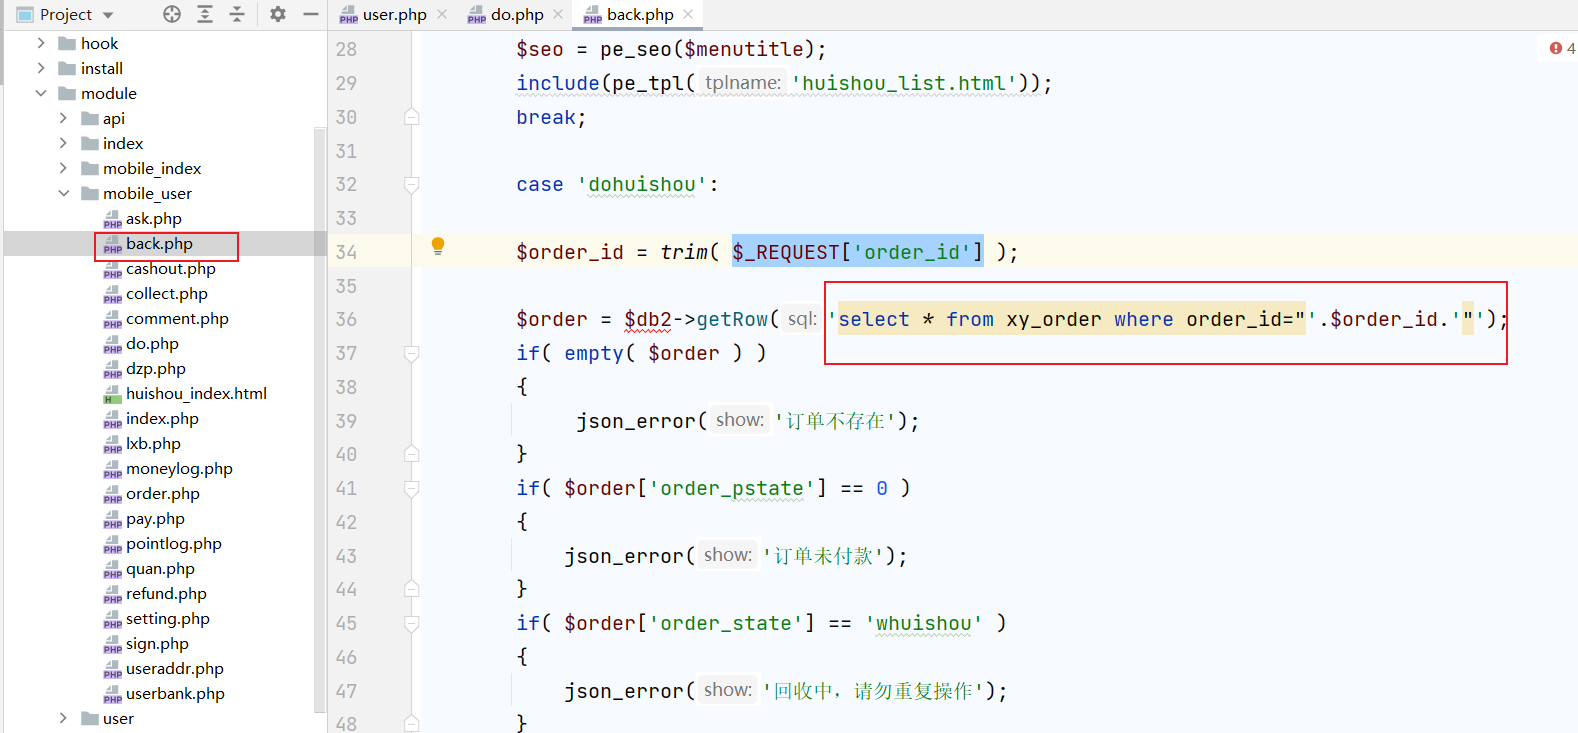 Project
user.php
do.php
back.php
hook
install
module
api
index
mobile_index
mobile_user
ask.php
back.php
cashout.php
collect.php
comment.php
do.php
dzp.php
huishou_index.html
index.php
lxb.php
moneylog.php
order.php
pay.php
pointlog.php
quan.php
refund.php
setting.php
sign.php
useraddr.php
userbank.php
user
4
28 $seo = pe_seo($menutitle);
29 include(pe_tpl( tplname: 'huishou_list.html'));
30 break;
31
32 case 'dohuishou':
33
34 $order_id = trim( $_REQUEST['order_id'] );
35
36 $order = $db2->getRow( sql: 'select * from xy_order where order_id="'.$order_id.'"');
37 if( empty( $order ) )
38 {
39 json_error( show: '订单不存在');
40 }
41 if( $order['order_pstate'] == 0 )
42 {
43 json_error( show: '订单未付款');
44 }
45 if( $order['order_state'] == 'whuishou' )
46 {
47 json_error( show: '回收中，请勿重复操作');
48 }